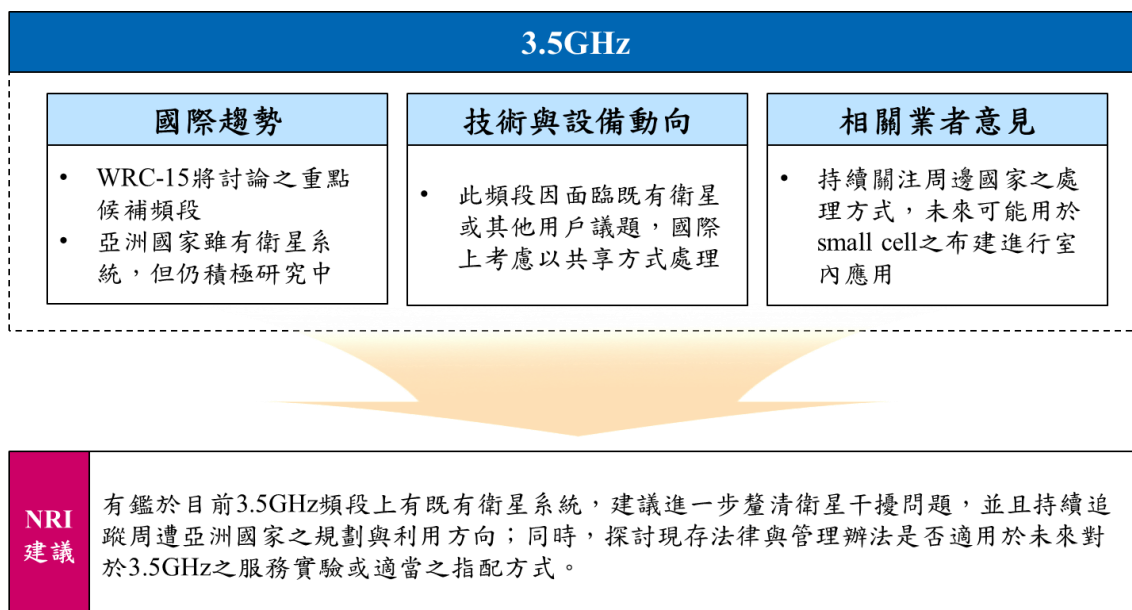 3.5GHz
國際趨勢
• WRC-15將討論之重點
候補頻段
• 亞洲國家雖有衛星系
統，但仍積極研究中
技術與設備動向
• 此頻段因面臨既有衛星
或其他用戶議題，國際
上考慮以共享方式處理
相關業者意見
• 持續關注周邊國家之處
理方式，未來可能用於
small cell之布建進行室
內應用
NRI
建議
有鑑於目前3.5GHz頻段上有既有衛星系統，建議進一步釐清衛星干擾問題，並且持續追
蹤周遭亞洲國家之規劃與利用方向；同時，探討現存法律與管理辦法是否適用於未來對
於3.5GHz之服務實驗或適當之指配方式。